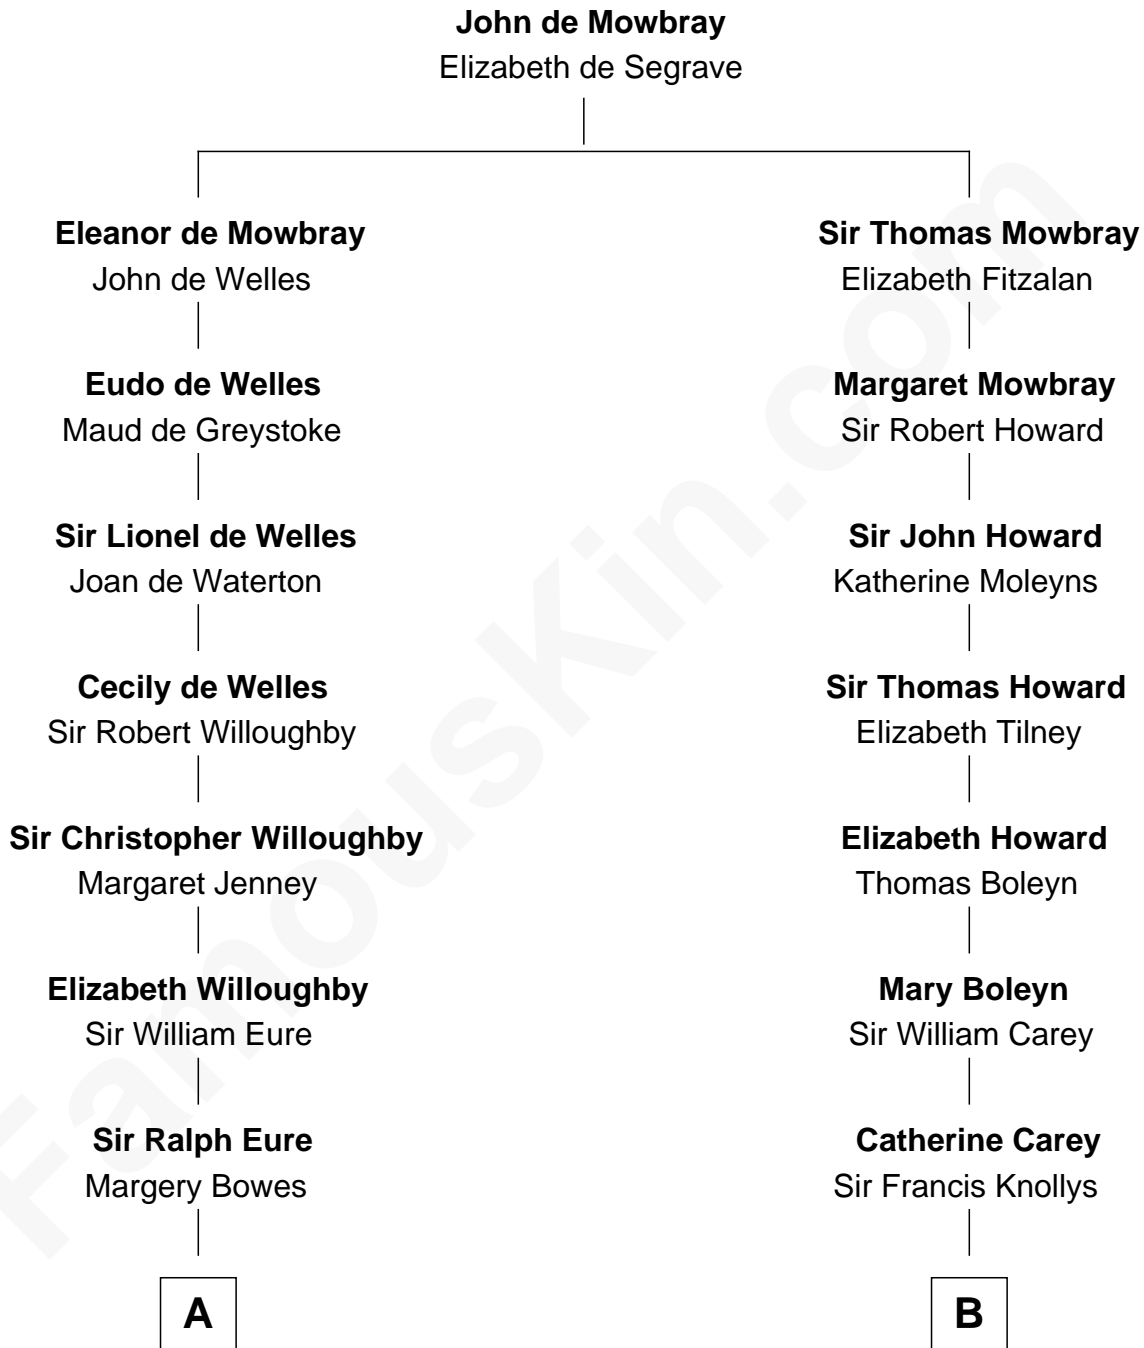 John de Mowbray
Elizabeth de Segrave
Eleanor de Mowbray
John de Welles
Eudo de Welles
Maud de Greystoke
Sir Lionel de Welles
Joan de Waterton
Cecily de Welles
Sir Robert Willoughby
Sir Christopher Willoughby
Margaret Jenney
Elizabeth Willoughby
Sir William Eure
Sir Ralph Eure
Margery Bowes
A
Sir Thomas Mowbray
Elizabeth Fitzalan
Margaret Mowbray
Sir Robert Howard
Sir John Howard
Katherine Moleyns
Sir Thomas Howard
Elizabeth Tilney
Elizabeth Howard
Thomas Boleyn
Mary Boleyn
Sir William Carey
Catherine Carey
Sir Francis Knollys
B
FamousKin.com